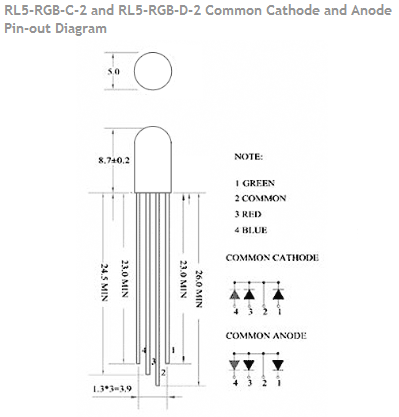 RL5-RGB-C-2 and RL5-RGB-D-2 Common Cathode and Anode
Pin-out Diagram
5.0
8.7±0.2
NOTE:
1 GREEN
2 COMMON
3 RED
4 BLUE
24.5 MIN
23.0 MIN
23.0 MIN
26.0 MIN
COMMON CATHODE
4 3 2 1
COMMON ANODE
4 3 2 1
4
3
2
1
1.3*3=3.9